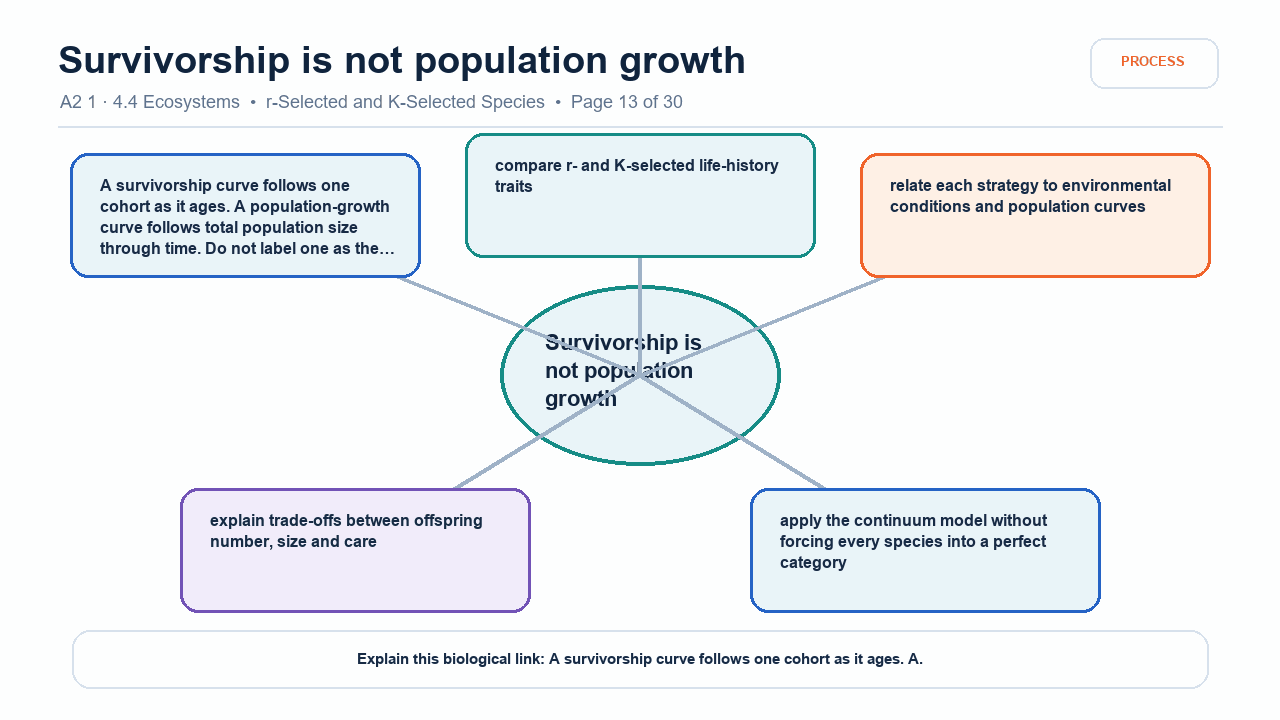 Survivorship is not population growth
PROCESS
A2 1 · 4.4 Ecosystems • r-Selected and K-Selected Species • Page 13 of 30
A survivorship curve follows one
cohort as it ages. A population-growth
curve follows total population size
through time. Do not label one as the…
compare r- and K-selected life-history
traits
relate each strategy to environmental
conditions and population curves
Survivorship is
not population
growth
explain trade-offs between offspring
number, size and care
apply the continuum model without
forcing every species into a perfect
category
Explain this biological link: A survivorship curve follows one cohort as it ages. A.